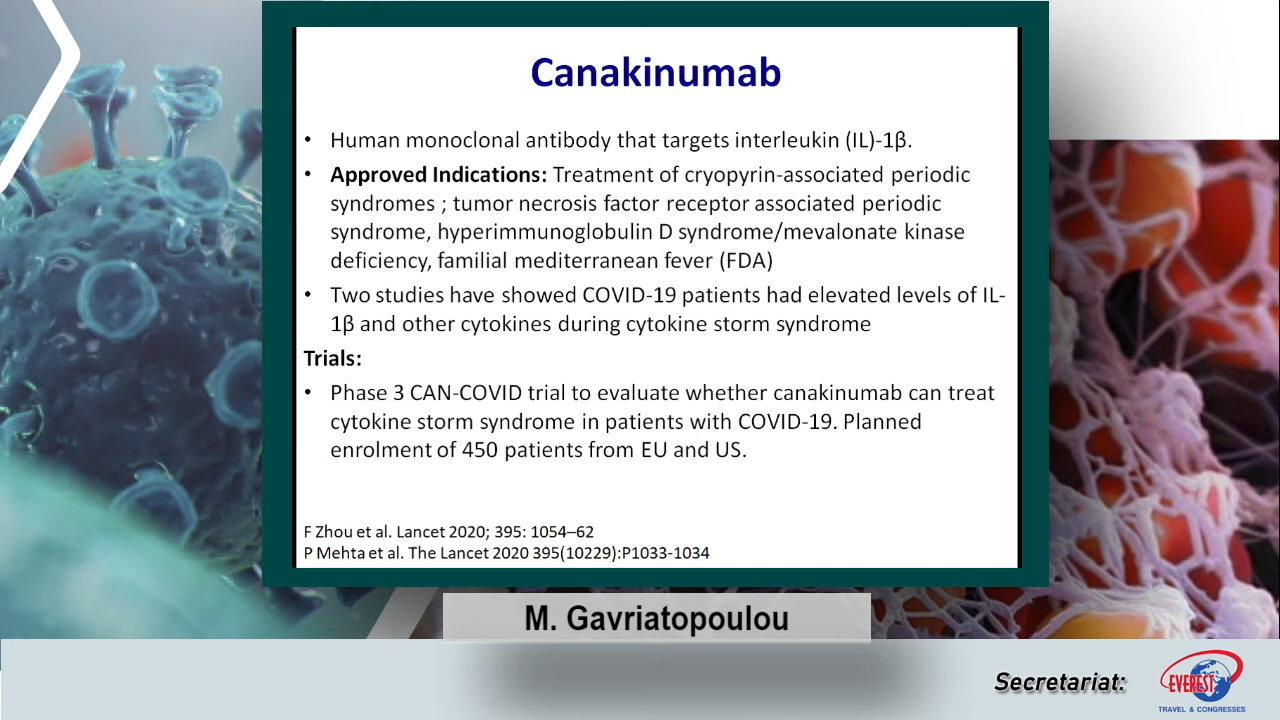 Canakinumab
• Human monoclonal antibody that targets interleukin (IL)-1β.
• Approved Indications: Treatment of cryopyrin-associated periodic
syndromes ; tumor necrosis factor receptor associated periodic
syndrome, hyperimmunoglobulin D syndrome/mevalonate kinase
deficiency, familial mediterranean fever (FDA)
• Two studies have showed COVID-19 patients had elevated levels of IL-
1β and other cytokines during cytokine storm syndrome
Trials:
• Phase 3 CAN-COVID trial to evaluate whether canakinumab can treat
cytokine storm syndrome in patients with COVID-19. Planned
enrolment of 450 patients from EU and US.
F Zhou et al. Lancet 2020; 395: 1054–62
P Mehta et al. The Lancet 2020 395(10229):P1033-1034
M. Gavriatopoulou
Secretariat:
EVEREST
TRAVEL & CONGRESSES